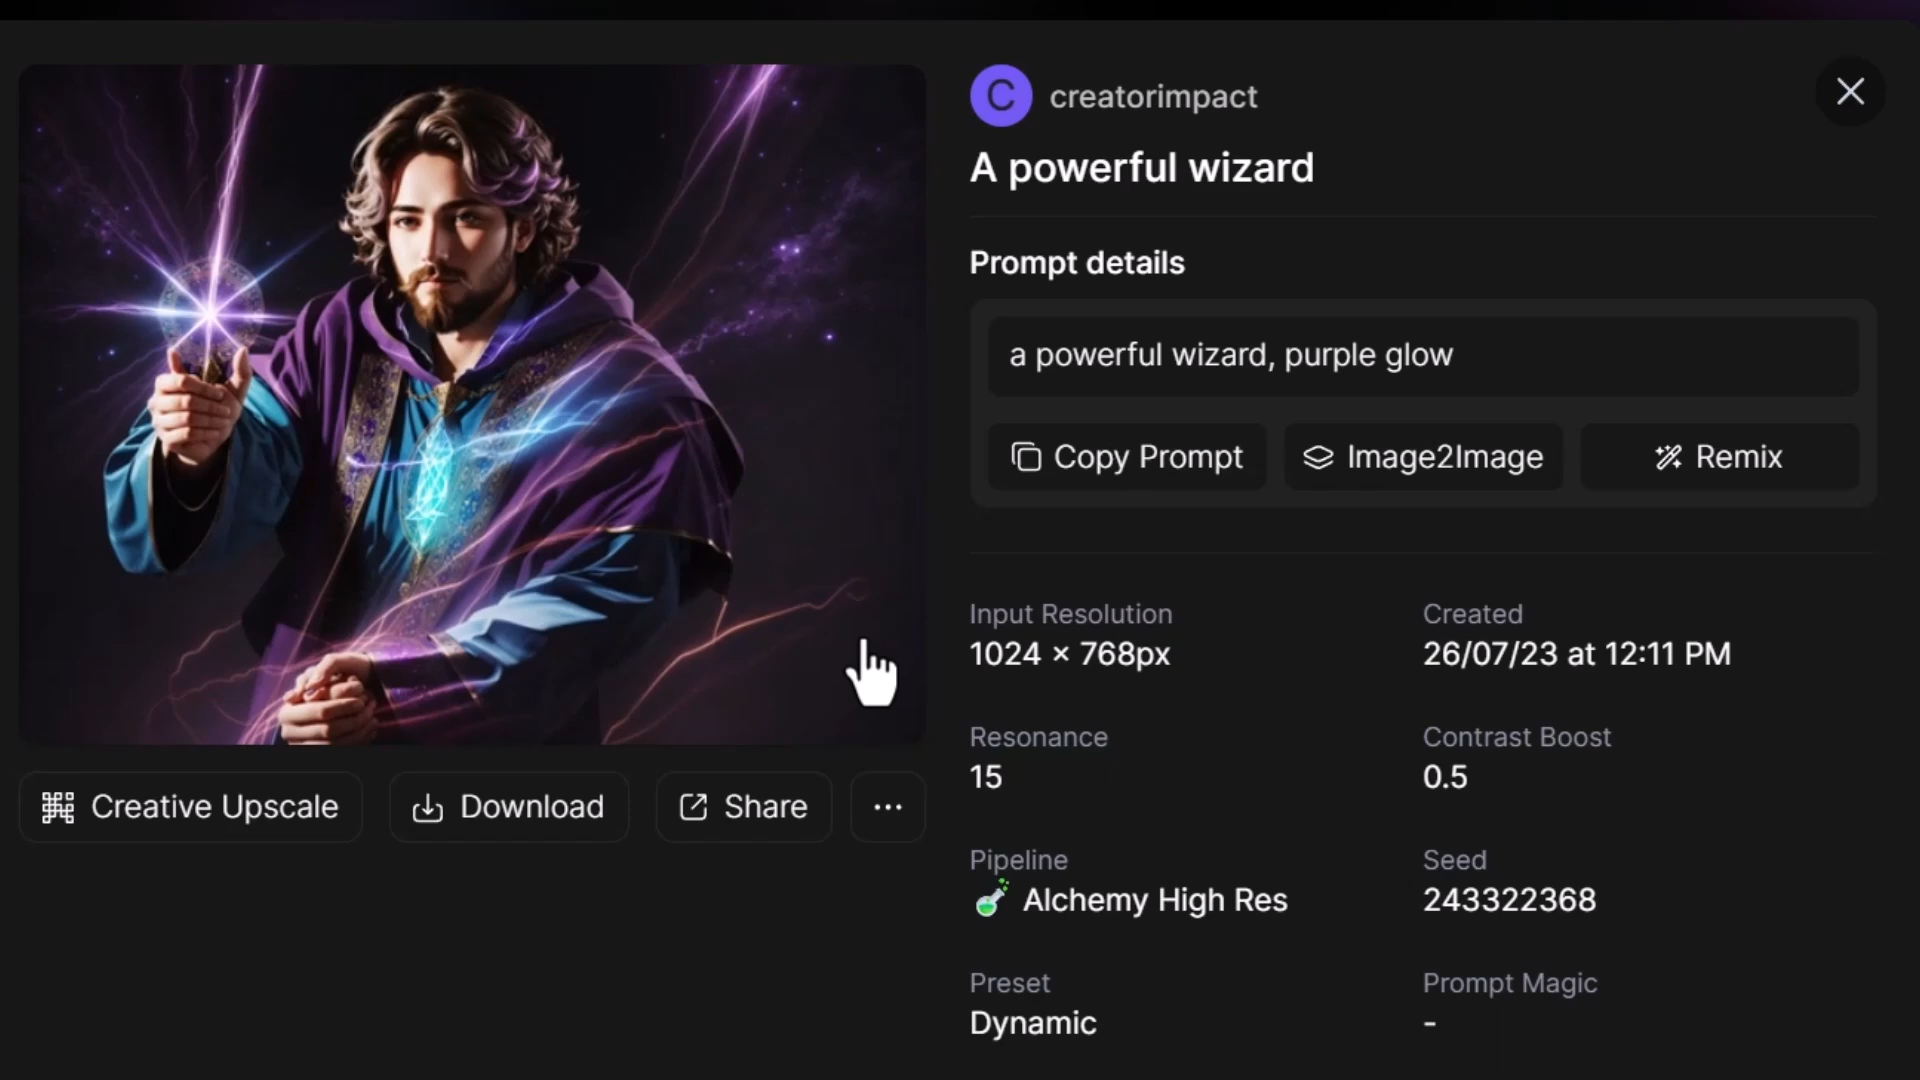 C creatorimpact
A powerful wizard
Prompt details
a powerful wizard, purple glow
Copy Prompt Image2Image Remix
Input Resolution Created
1024 × 768px 26/07/23 at 12:11 PM
Resonance Contrast Boost
15 0.5
Pipeline Seed
Alchemy High Res 243322368
Preset Prompt Magic
Dynamic -
Creative Upscale Download Share ...